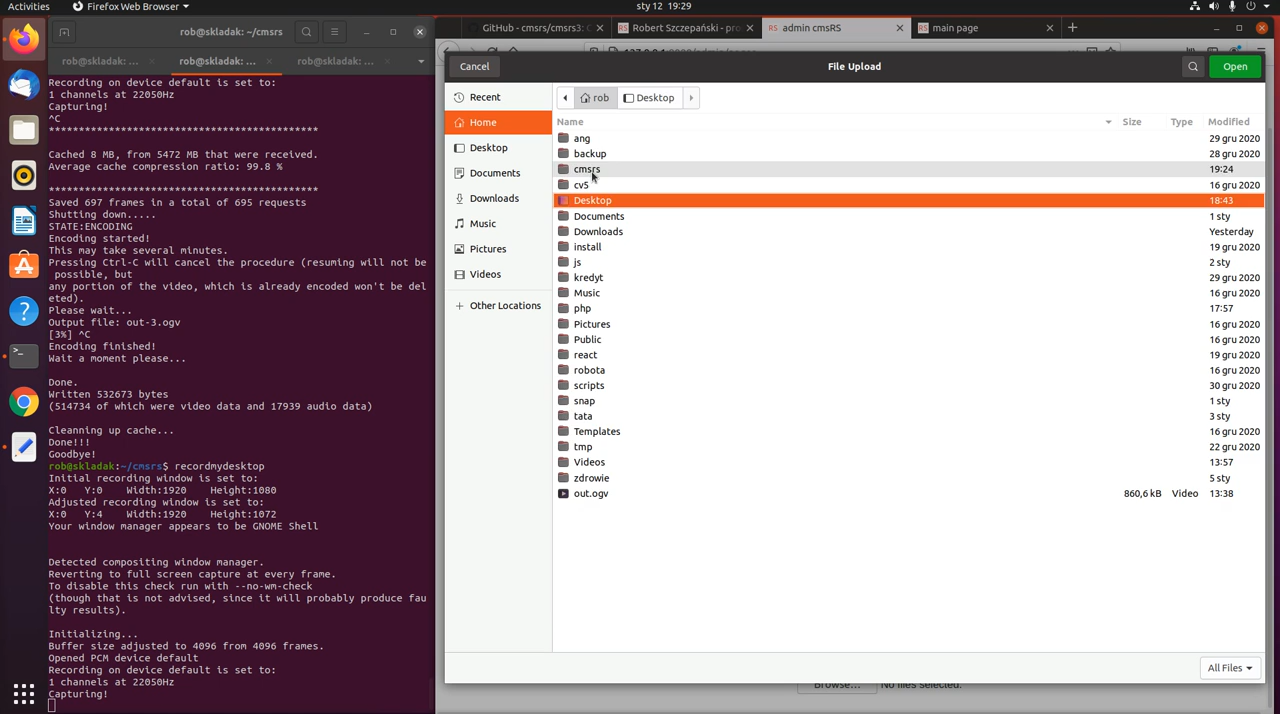 Activities
Firefox Web Browser
sty 12 19:29
rob@skladak: ~/cmsrs
rob@skladak: ...
rob@skladak: ...
rob@skladak: ...
Recording on device default is set to:
1 channels at 22050Hz
Capturing!
^C
********************************************
Cached 8 MB, from 5472 MB that were received.
Average cache compression ratio: 99.8 %
********************************************
Saved 697 frames in a total of 695 requests
Shutting down.....
STATE:ENCODING
Encoding started!
This may take several minutes.
Pressing Ctrl-C will cancel the procedure (resuming will not be
possible, but
any portion of the video, which is already encoded won't be del
eted).
Please wait...
Output file: out-3.ogv
[3%] ^C
Encoding finished!
Wait a moment please...
Done.
Written 532673 bytes
(514734 of which were video data and 17939 audio data)
Cleanning up cache...
Done!!!
Goodbye!
rob@skladak:~/cmsrs$ recordmydesktop
Initial recording window is set to:
X:0 Y:0 Width:1920 Height:1080
Adjusted recording window is set to:
X:0 Y:4 Width:1920 Height:1072
Your window manager appears to be GNOME Shell
Detected compositing window manager.
Reverting to full screen capture at every frame.
To disable this check run with --no-wm-check
(though that is not advised, since it will probably produce fau
lty results).
Initializing...
Buffer size adjusted to 4096 from 4096 frames.
Opened PCM device default
Recording on device default is set to:
1 channels at 22050Hz
Capturing!
GitHub - cmsrs/cmsrs3: C
RS Robert Szczepański - pro
RS admin cmsRS
RS main page
Cancel
File Upload
Open
Recent
Home
Desktop
Documents
Downloads
Music
Pictures
Videos
Other Locations
rob
Desktop
Name Size Type Modified
ang 29 gru 2020
backup 28 gru 2020
cmsrs 19:24
cv5 16 gru 2020
Desktop 18:43
Documents 1 sty
Downloads Yesterday
install 19 gru 2020
js 2 sty
kredyt 29 gru 2020
Music 16 gru 2020
php 17:57
Pictures 16 gru 2020
Public 16 gru 2020
react 19 gru 2020
robota 16 gru 2020
scripts 30 gru 2020
snap 1 sty
tata 3 sty
Templates 16 gru 2020
tmp 22 gru 2020
Videos 13:57
zdrowie 5 sty
out.ogv 860,6 kB Video 13:38
All Files
Browse... No files selected.